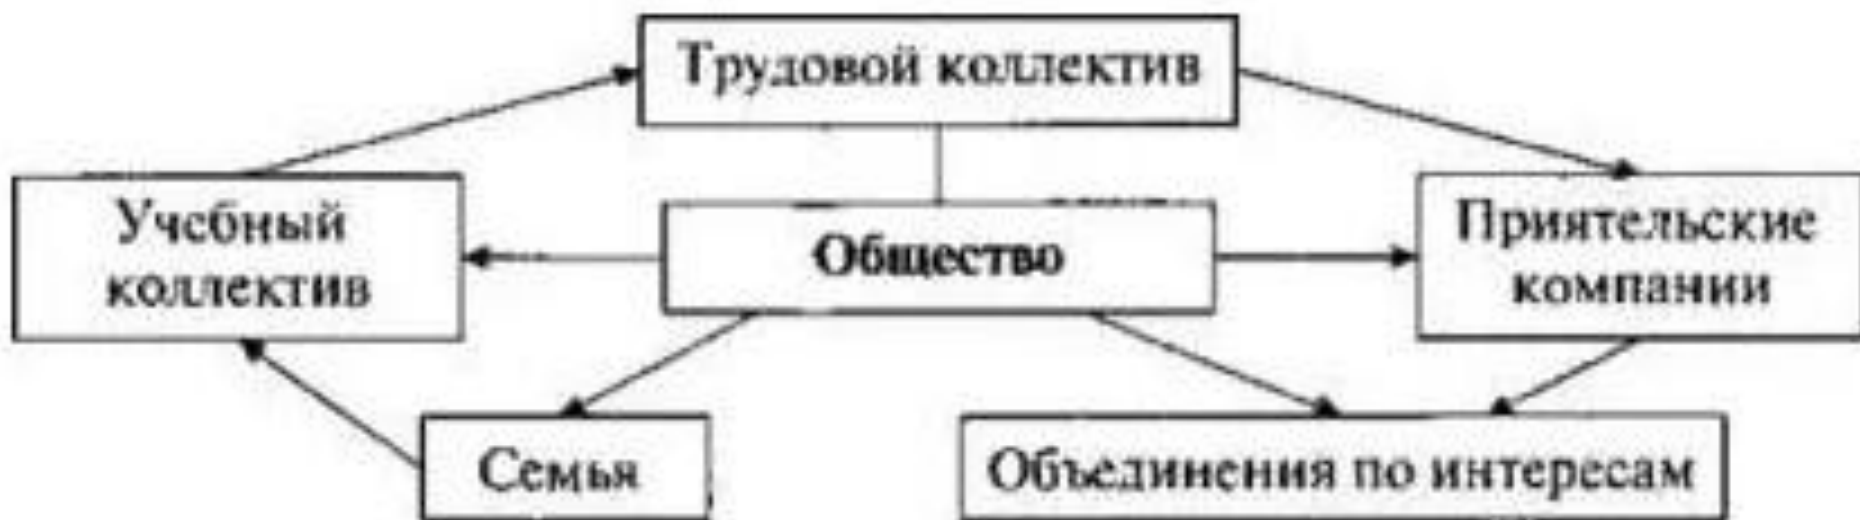 Трудовой коллектив
Учебный
коллектив
Общество
Приятельские
компании
Семья
Объединения по интересам